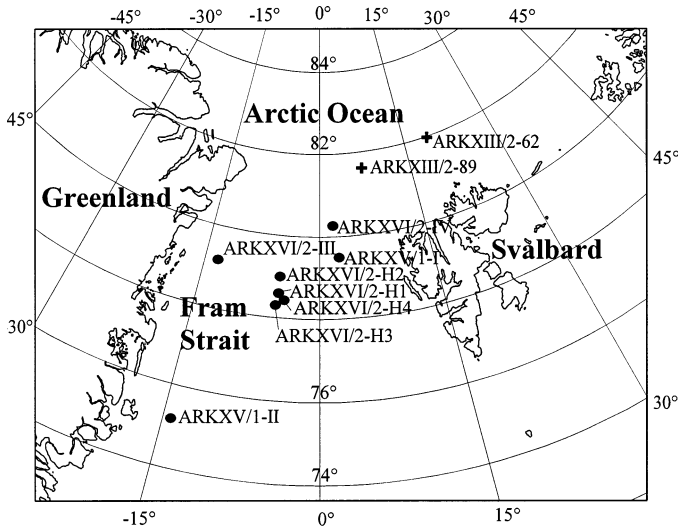 -45° -30° -15° 0° 15° 30° 45°
84°
Arctic Ocean
45°
82°
ARKXIII/2-62
ARKXIII/2-89
45°
Greenland
ARKXVI/2-IV
ARKXVI/2-III
ARKXV/1-I
Svalbard
ARKXVI/2-H2
ARKXVI/2-H1
Fram
ARKXVI/2-H4
30°
Strait
ARKXVI/2-H3
76°
30°
ARKXV/1-II
74°
-15° 0° 15°